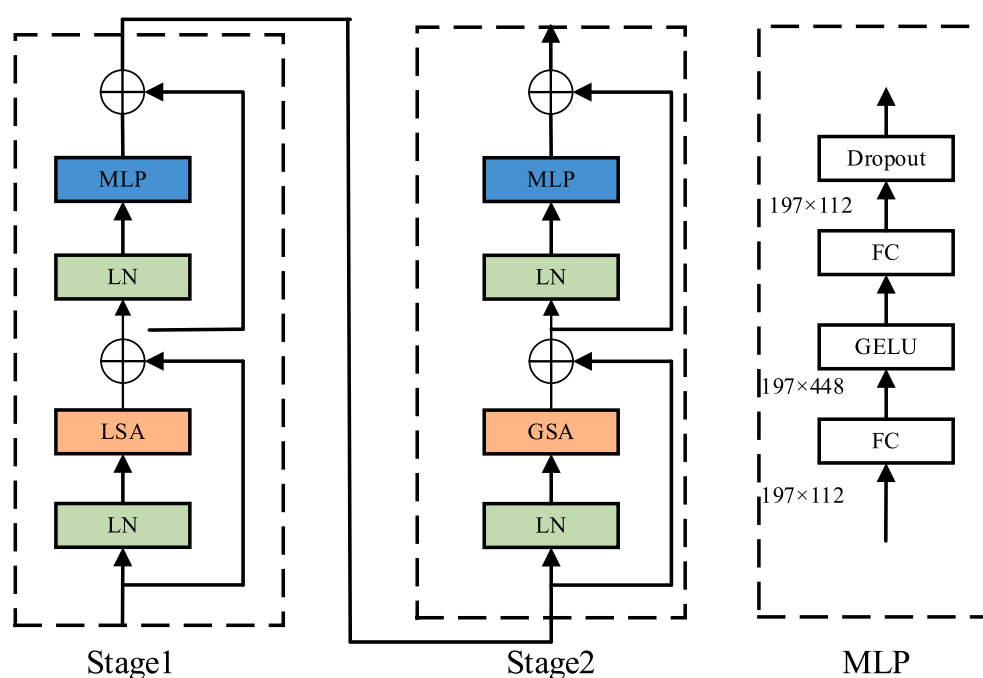 MLP
LN
LSA
LN
Stage1
MLP
LN
GSA
LN
Stage2
Dropout
197×112
FC
GELU
197×448
FC
197×112
MLP